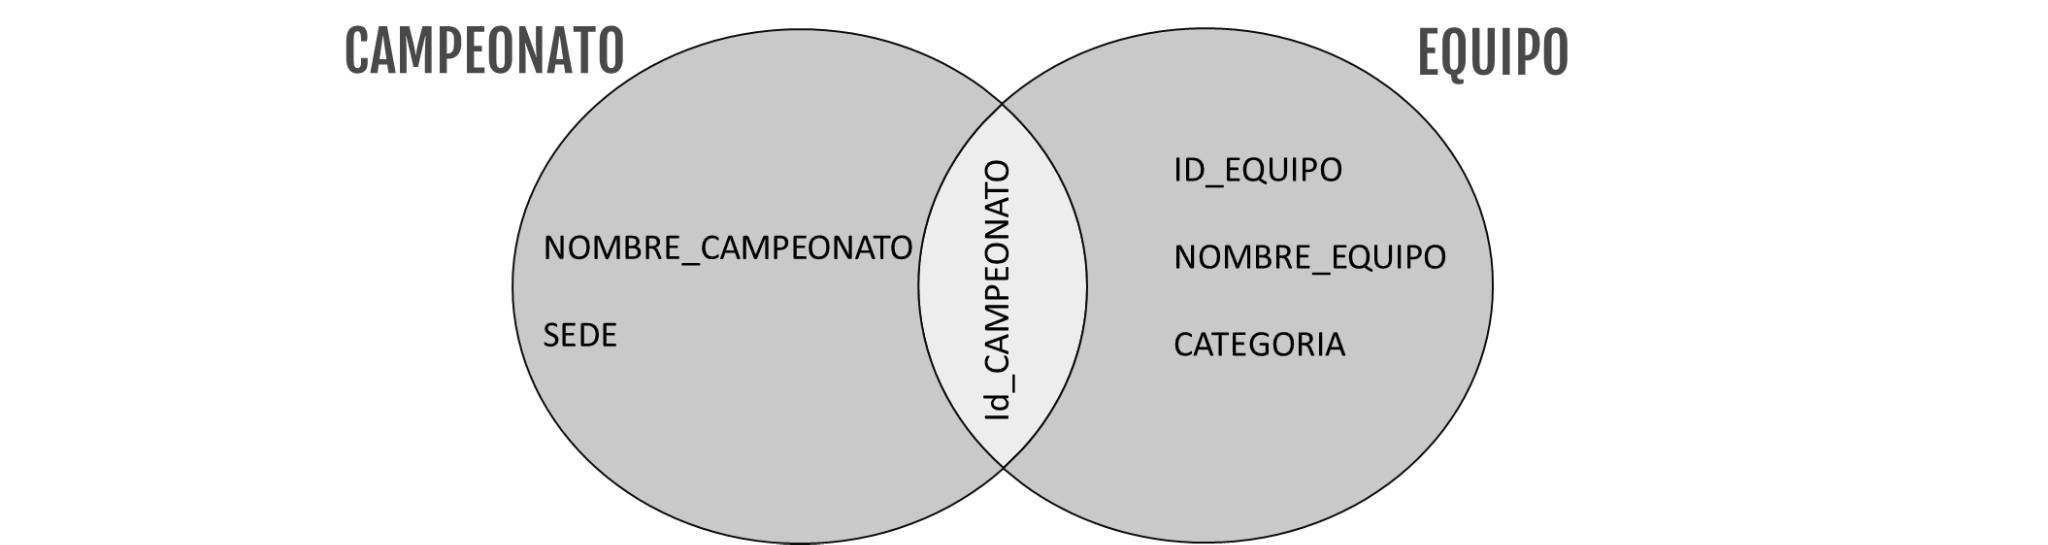 CAMPEONATO
EQUIPO
NOMBRE_CAMPEONATO
SEDE
Id_CAMPEONATO
ID_EQUIPO
NOMBRE_EQUIPO
CATEGORIA